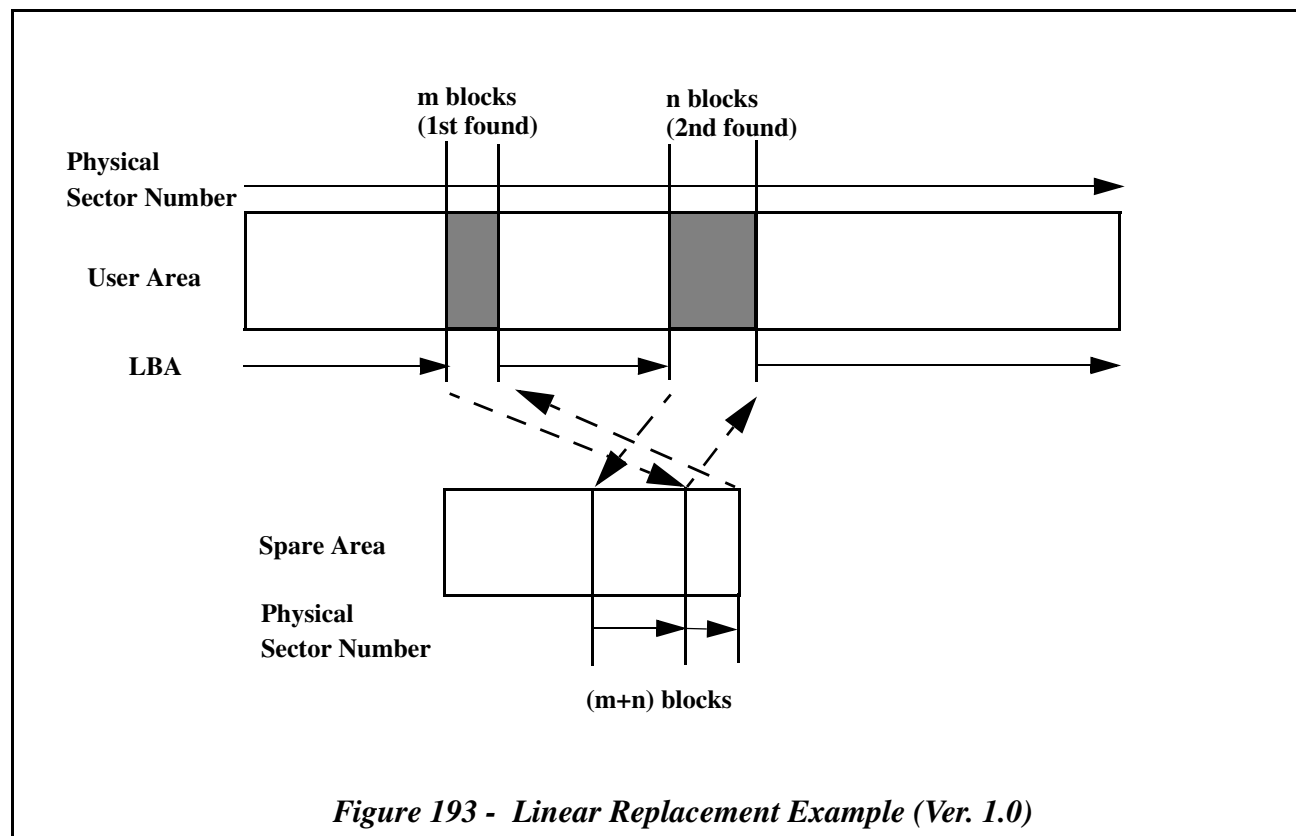 m blocks
(1st found)
n blocks
(2nd found)
Physical
Sector Number
User Area
LBA
Spare Area
Physical
Sector Number
(m+n) blocks
Figure 193 - Linear Replacement Example (Ver. 1.0)